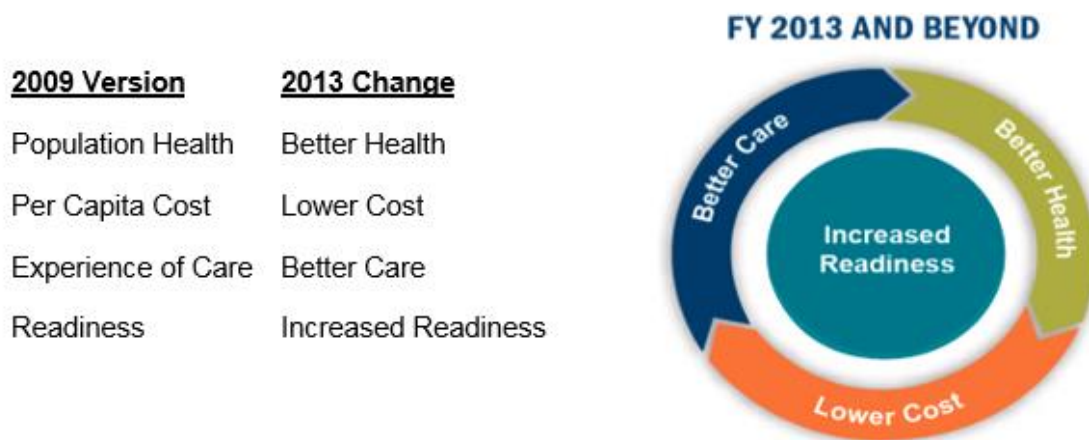 2009 Version 2013 Change
Population Health Better Health
Per Capita Cost Lower Cost
Experience of Care Better Care
Readiness Increased Readiness
FY 2013 AND BEYOND
Better Care
Better Health
Increased
Readiness
Lower Cost